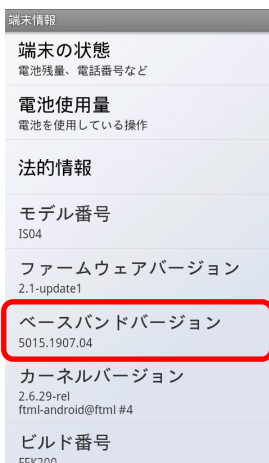 端末情報
端末の状態
電池残量、電話番号など
電池使用量
電池を使用している操作
法的情報
モデル番号
IS04
ファームウェアバージョン
2.1-update1
ベースバンドバージョン
5015.1907.04
カーネルバージョン
2.6.29-rel
ftml-android@ftml #4
ビルド番号
FFK200